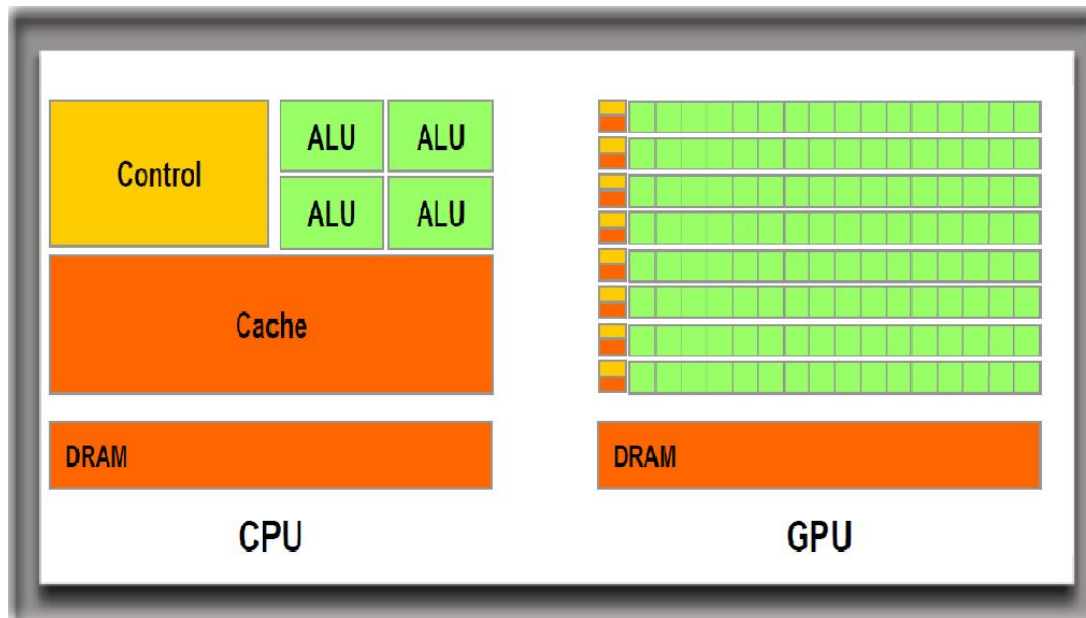 Control
ALU ALU
ALU ALU
Cache
DRAM
CPU
DRAM
GPU